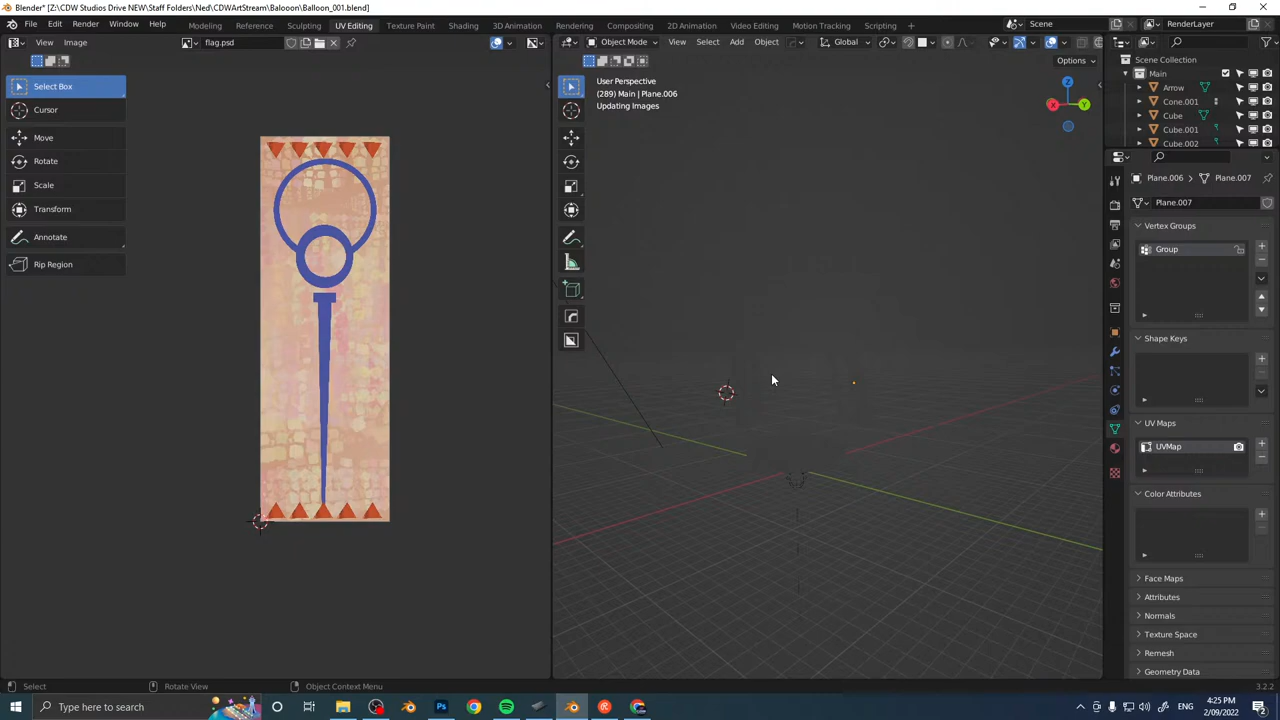 Blender* [Z:\CDW Studios Drive NEW\Staff Folders\Ned\CDWArtStream\Balooon\Balloon_001.blend]
File Edit Render Window Help Modeling Reference Sculpting UV Editing Texture Paint Shading 3D Animation Rendering Compositing 2D Animation Video Editing Scripting Scene RenderLayer
View Image flag.psd Object Mode View Select Add Object Global
Options
Select Box
Cursor
Move
Rotate
Scale
Transform
Annotate
Rip Region
User Perspective
(289) Main | Plane.006
Updating Images
Z
X
Y
Scene Collection
Main
Arrow
Cone.001
Cube
Cube.001
Cube.002
Plane.006 Plane.007
Plane.007
Vertex Groups
Group
Shape Keys
UV Maps
UVMap
Color Attributes
Face Maps
Attributes
Normals
Texture Space
Remesh
Geometry Data
Select Rotate View Object Context Menu 3.2.2
Type here to search
4:25 PM
2/09/2022